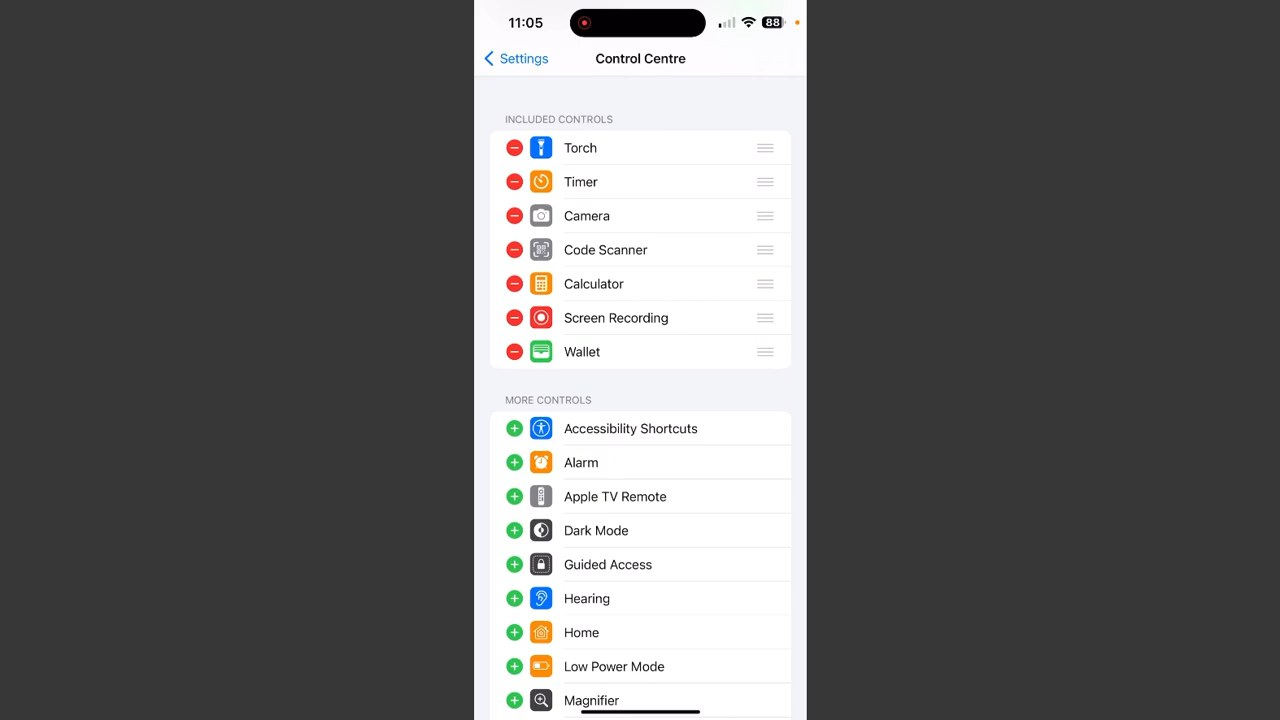 11:05
88
Settings
Control Centre
INCLUDED CONTROLS
Torch
Timer
Camera
Code Scanner
Calculator
Screen Recording
Wallet
MORE CONTROLS
Accessibility Shortcuts
Alarm
Apple TV Remote
Dark Mode
Guided Access
Hearing
Home
Low Power Mode
Magnifier